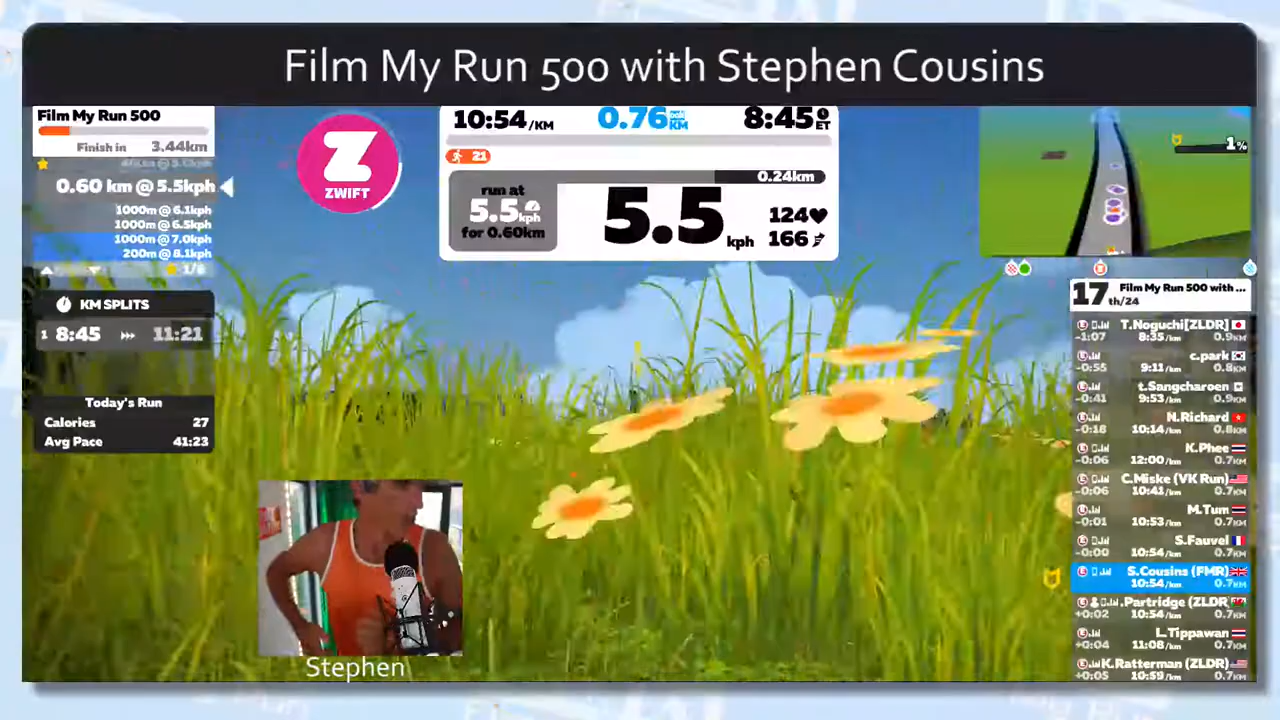 Film My Run 500 with Stephen Cousins
Film My Run 500
Finish in 3.44km
0.60 km @ 5.5kph
1000m @ 6.1kph
1000m @ 6.5kph
1000m @ 7.0kph
200m @ 8.1kph
1/8
KM SPLITS
1 8:45 11:21
Today's Run
Calories 27
Avg Pace 41:23
Z
ZWIFT
10:54/KM 0.76 KM 8:45 ET
21
0.24km
run at
5.5kph
for 0.60km
5.5 kph
124
166
1%
17th/24 Film My Run 500 with ...
T.Noguchi[ZLDR]
-1:07 8:35/km 0.9KM
c.park
-0:55 9:11/km 0.8KM
t.Sangcharoen
-0:41 9:53/km 0.9KM
N.Richard
-0:18 10:14/km 0.8KM
K.Phee
-0:06 12:00/km 0.7KM
C.Miske (VK Run)
-0:06 10:41/km 0.7KM
M.Tum
-0:01 10:53/km 0.7KM
S.Fauvel
-0:00 10:54/km 0.7KM
S.Cousins (FMR)
10:54/km 0.7KM
.Partridge (ZLDR
+0:02 10:54/km 0.7KM
L.Tippawan
+0:04 11:08/km 0.7KM
K.Ratterman (ZLDR)
+0:05 10:59/km 0.7KM
Stephen